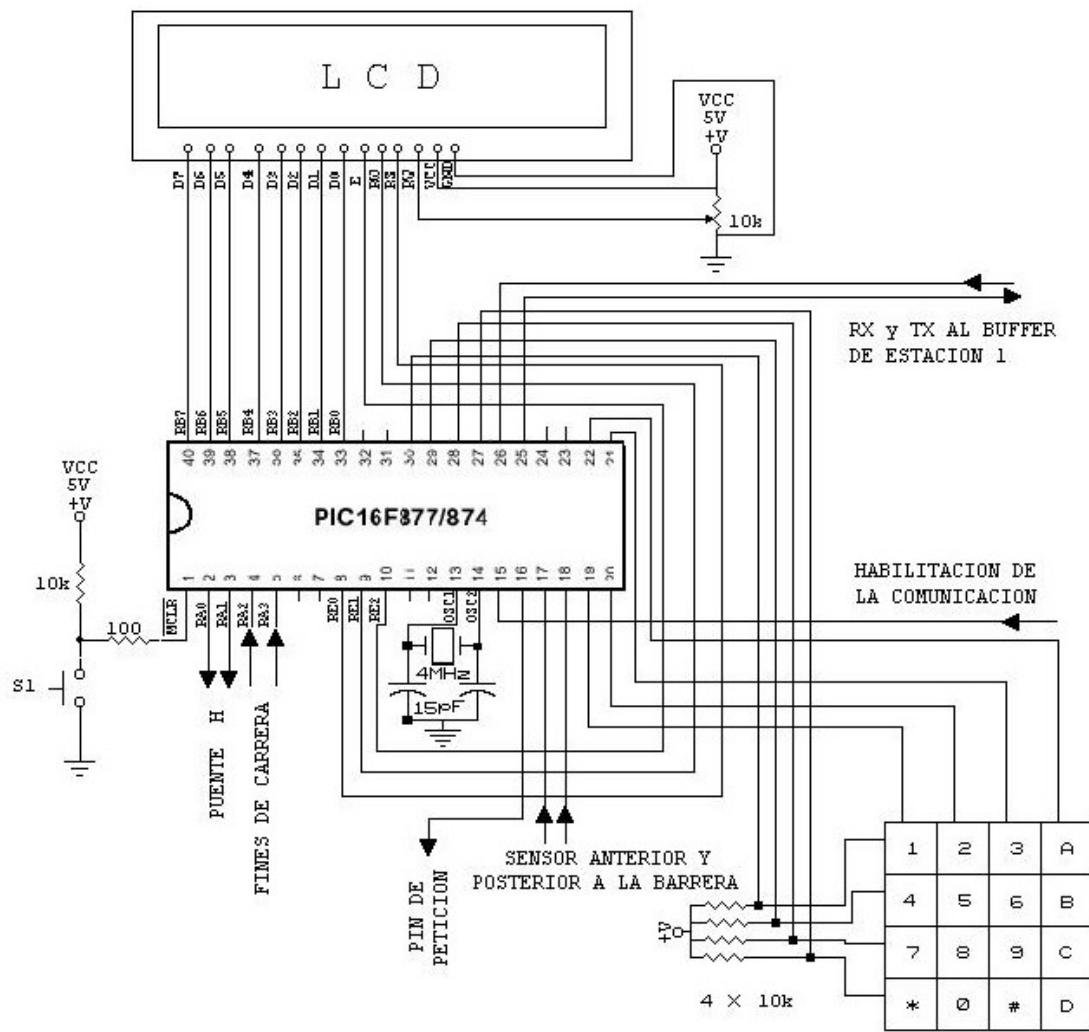 L C D
D7 D6 D5 D4 D3 D2 D1 D0 E RS VCC GND
VCC
5V
+V
10k
RX y TX AL BUFFER
DE ESTACION 1
RB7 RB6 RB5 RB4 RB3 RB2 RB1 RB0
40 39 38 37 36 35 34 33 32 31 30 29 28 27 26 25 24 23 22 21
PIC16F877/874
1 2 3 4 5 6 7 8 9 10 11 12 13 14 15 16 17 18 19 20
VCC
5V
+V
10k
100
S1
MCLR RA0 RA1 RA2 RA3 RE0 RE1 RE2 OSC1 OSC2
4MHz
15pF
HABILITACION DE
LA COMUNICACION
PUENTE H
FINES DE CARRERA
PIN DE
PETICION
SENSOR ANTERIOR Y
POSTERIOR A LA BARRERA
+V
4 X 10k
1 2 3 A
4 5 6 B
7 8 9 C
* 0 # D